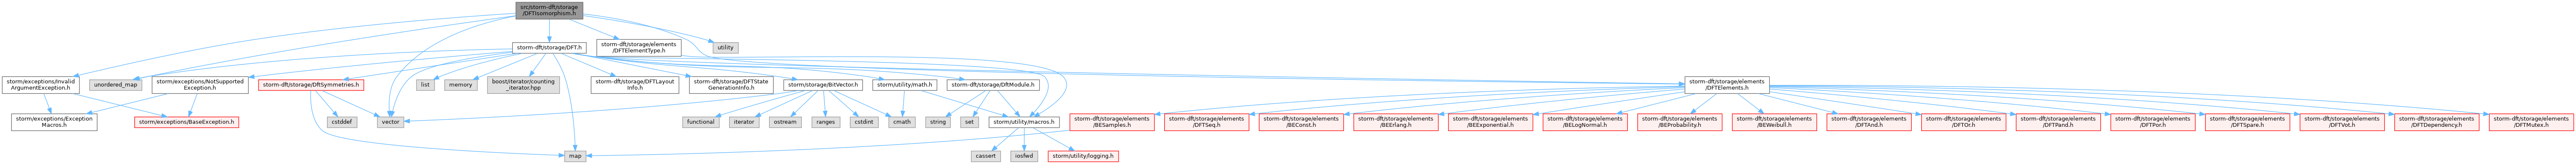 src/storm-dft/storage
/DFTIsomorphism.h
storm-dft/storage/DFT.h
storm-dft/storage/elements
/DFTElementType.h
utility
storm/exceptions/Invalid
ArgumentException.h
unordered_map
storm/exceptions/NotSupported
Exception.h
storm-dft/storage/DftSymmetries.h
list
memory
boost/iterator/counting
_iterator.hpp
storm-dft/storage/DFTLayout
Info.h
storm-dft/storage/DFTState
GenerationInfo.h
storm/storage/BitVector.h
storm/utility/math.h
storm-dft/storage/DftModule.h
storm-dft/storage/elements
/DFTElements.h
storm/exceptions/Exception
Macros.h
storm/exceptions/BaseException.h
cstddef
vector
functional
iterator
ostream
ranges
cstdint
cmath
string
set
storm/utility/macros.h
storm-dft/storage/elements
/BESamples.h
storm-dft/storage/elements
/DFTSeq.h
storm-dft/storage/elements
/BEConst.h
storm-dft/storage/elements
/BEErlang.h
storm-dft/storage/elements
/BEExponential.h
storm-dft/storage/elements
/BELogNormal.h
storm-dft/storage/elements
/BEProbability.h
storm-dft/storage/elements
/BEWeibull.h
storm-dft/storage/elements
/DFTAnd.h
storm-dft/storage/elements
/DFTOr.h
storm-dft/storage/elements
/DFTPand.h
storm-dft/storage/elements
/DFTPor.h
storm-dft/storage/elements
/DFTSpare.h
storm-dft/storage/elements
/DFTVot.h
storm-dft/storage/elements
/DFTDependency.h
storm-dft/storage/elements
/DFTMutex.h
map
cassert
iosfwd
storm/utility/logging.h